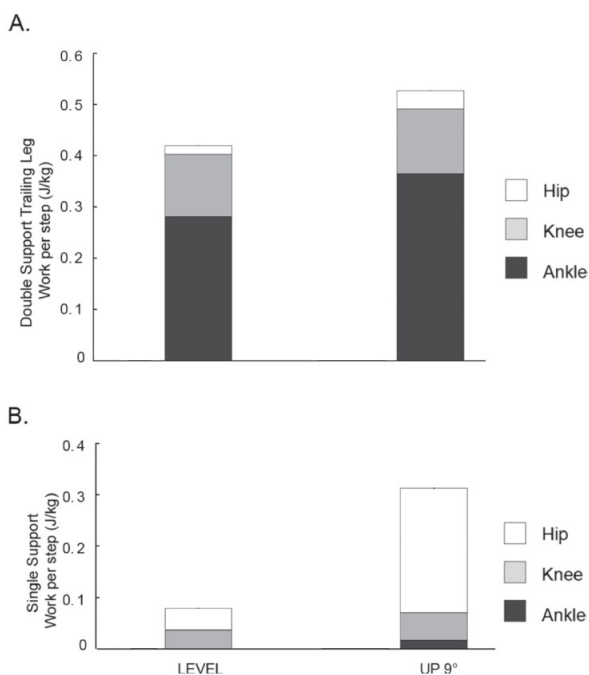 A.
0.6
0.5
0.4
0.3
0.2
0.1
0
Double Support Trailing Leg
Work per step (J/kg)
Hip
Knee
Ankle
B.
0.4
0.3
0.2
0.1
0
Single Support
Work per step (J/kg)
Hip
Knee
Ankle
LEVEL
UP 9°